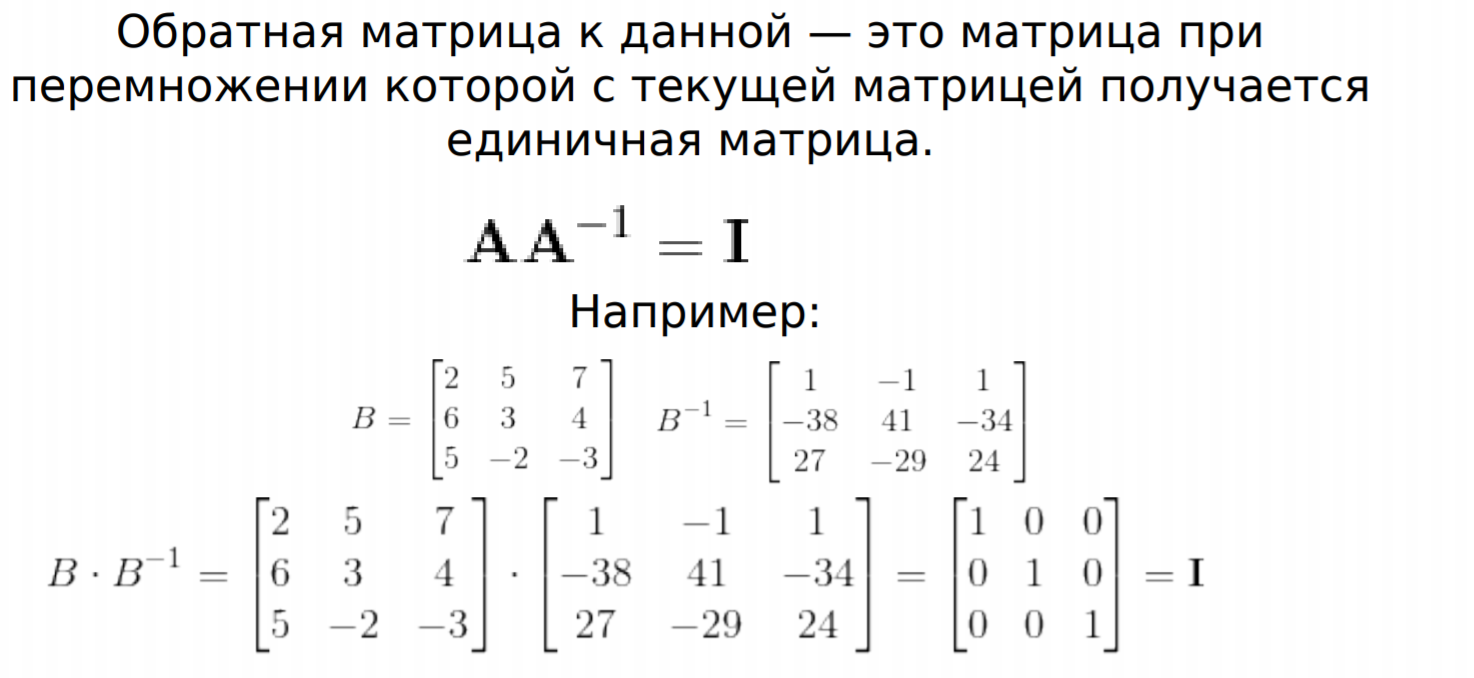 Обратная матрица к данной — это матрица при
перемножении которой с текущей матрицей получается
единичная матрица.
AA⁻¹ = I
Например:
B = [2 5 7; 6 3 4; 5 −2 −3] B⁻¹ = [1 −1 1; −38 41 −34; 27 −29 24]
B · B⁻¹ = [2 5 7; 6 3 4; 5 −2 −3] · [1 −1 1; −38 41 −34; 27 −29 24] = [1 0 0; 0 1 0; 0 0 1] = I